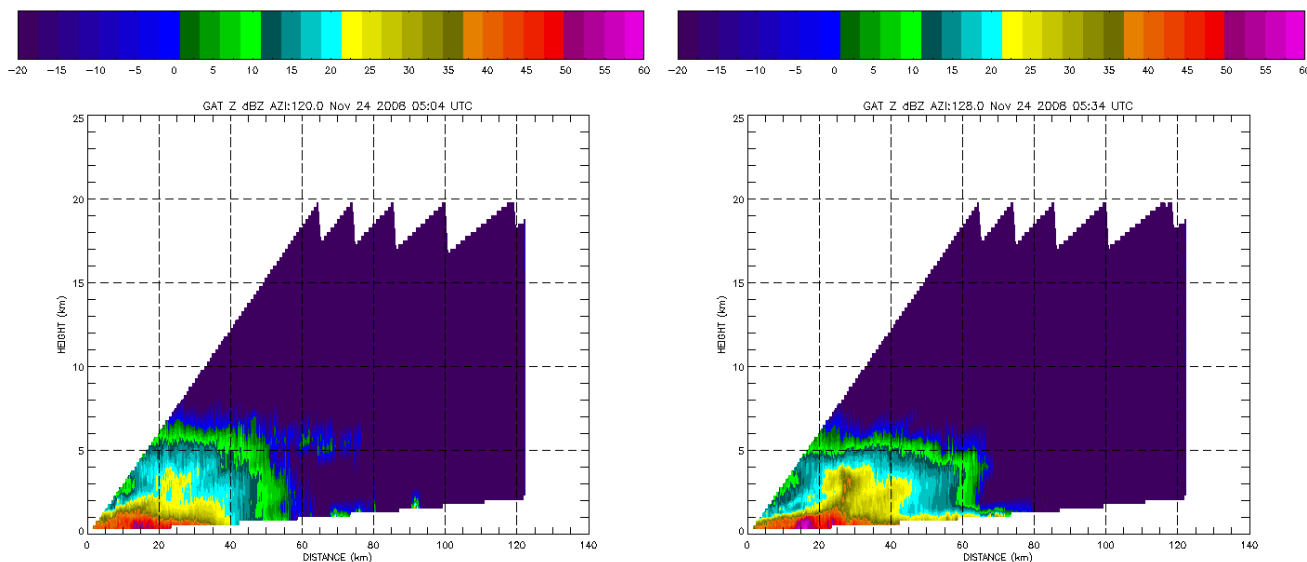 -20 -15 -10 -5 0 5 10 15 20 25 30 35 40 45 50 55 60
GAT Z dBZ AZI:120.0 Nov 24 2008 05:04 UTC
25
20
15
10
5
0
HEIGHT (km)
0 20 40 60 80 100 120 140
DISTANCE (km)
-20 -15 -10 -5 0 5 10 15 20 25 30 35 40 45 50 55 60
GAT Z dBZ AZI:128.0 Nov 24 2008 05:34 UTC
25
20
15
10
5
0
HEIGHT (km)
0 20 40 60 80 100 120 140
DISTANCE (km)